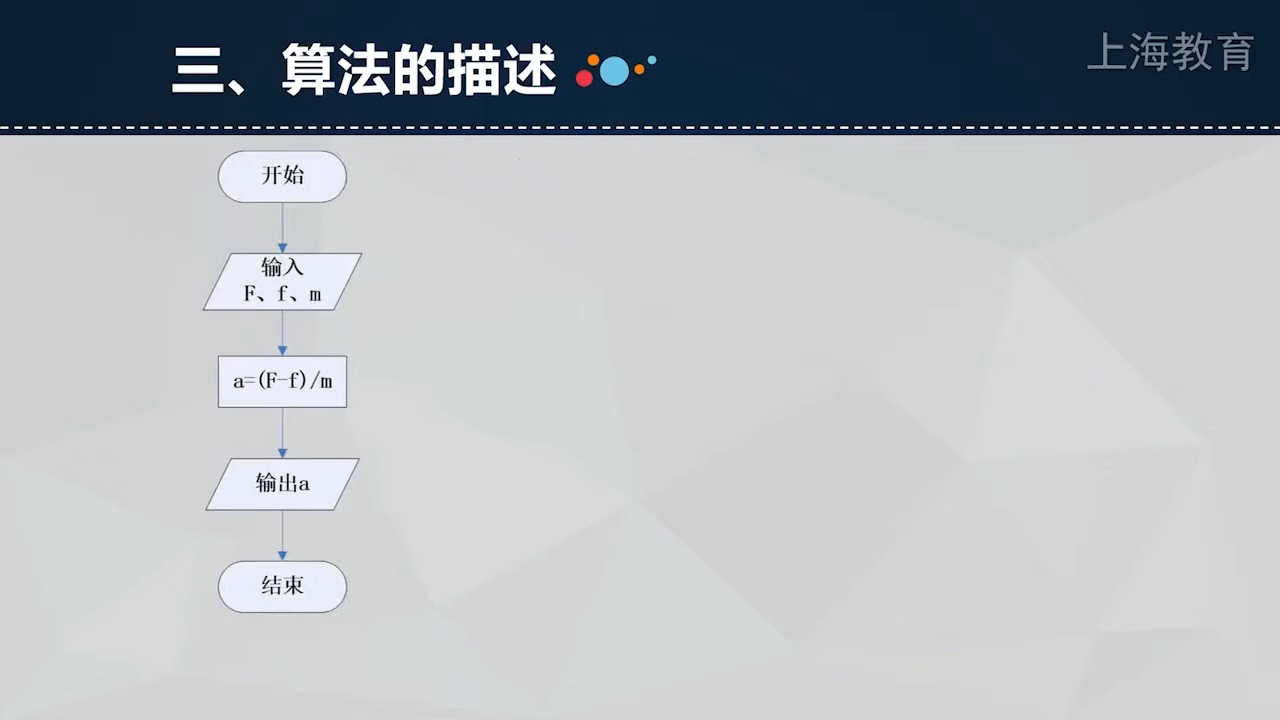 三、算法的描述
上海教育
开始
输入
F、f、m
a=(F-f)/m
输出a
结束